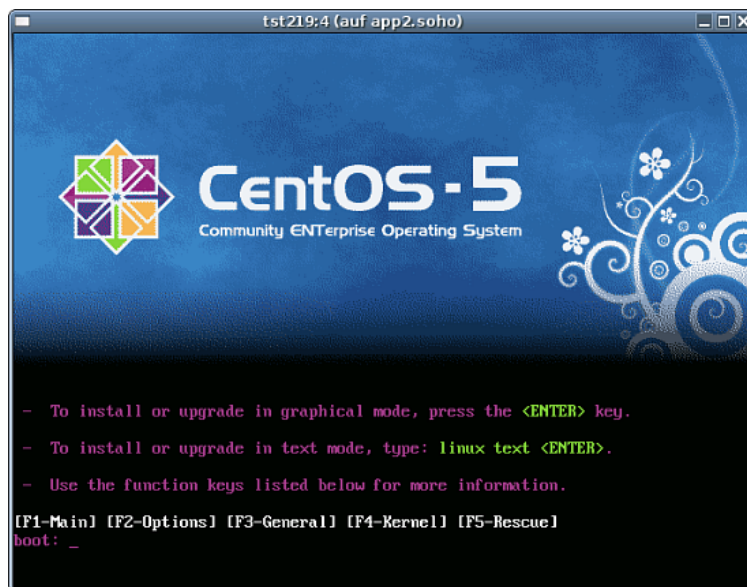 tst219:4 (auf app2.soho)
CentOS-5
Community ENTerprise Operating System
- To install or upgrade in graphical mode, press the <ENTER> key.
- To install or upgrade in text mode, type: linux text <ENTER>.
- Use the function keys listed below for more information.
[F1-Main] [F2-Options] [F3-General] [F4-Kernel] [F5-Rescue]
boot: _